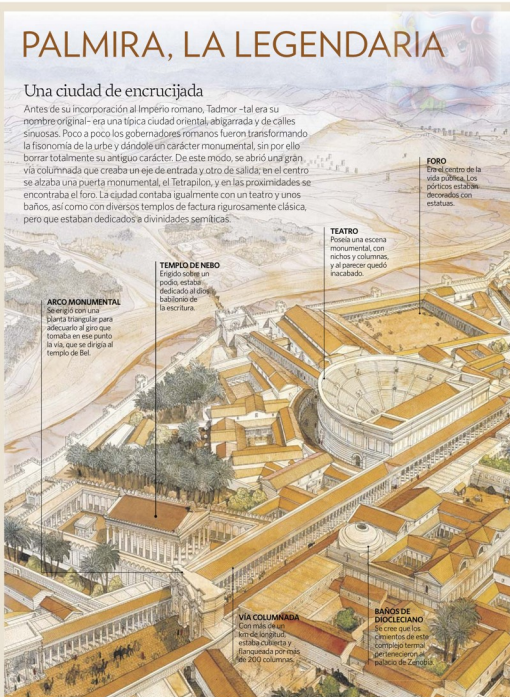 PALMIRA, LA LEGENDARIA
Una ciudad de encrucijada
Antes de su incorporación al Imperio romano, Tadmor –tal era su
nombre original– era una típica ciudad oriental, abigarrada y de calles
sinuosas. Poco a poco los gobernadores romanos fueron transformando
la fisonomía de la urbe y dándole un carácter monumental, sin por ello
borrar totalmente su antiguo carácter. De este modo, se abrió una gran
vía columnada que creaba un eje de entrada y otro de salida; en el centro
se alzaba una puerta monumental, el Tetrapilon, y en las proximidades se
encontraba el foro. La ciudad contaba igualmente con un teatro y unos
baños, así como con diversos templos de factura rigurosamente clásica,
pero que estaban dedicados a divinidades semíticas.
FORO
Era el centro de la
vida pública. Los
pórticos estaban
decorados con
estatuas.
TEATRO
Poseía una escena
monumental, con
nichos y columnas,
y al parecer quedó
inacabado.
TEMPLO DE NEBO
Erigido sobre un
podio, estaba
dedicado al dios
babilonio de
la escritura.
ARCO MONUMENTAL
Se erigió con una
planta triangular para
adecuarlo al giro que
tomaba en ese punto
la vía, que se dirigía al
templo de Bel.
VÍA COLUMNADA
Con más de un
km de longitud,
estaba cubierta y
flanqueada por más
de 200 columnas.
BAÑOS DE
DIOCLECIANO
Se cree que los
cimientos de este
complejo termal
pertenecieron al
palacio de Zenobia.